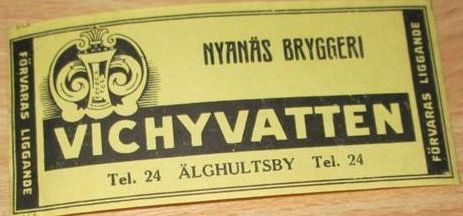 FÖRVARAS LIGGANDE
NYANÄS BRYGGERI
VICHYVATTEN
Tel. 24 ÄLGHULTSBY Tel. 24
FÖRVARAS LIGGANDE